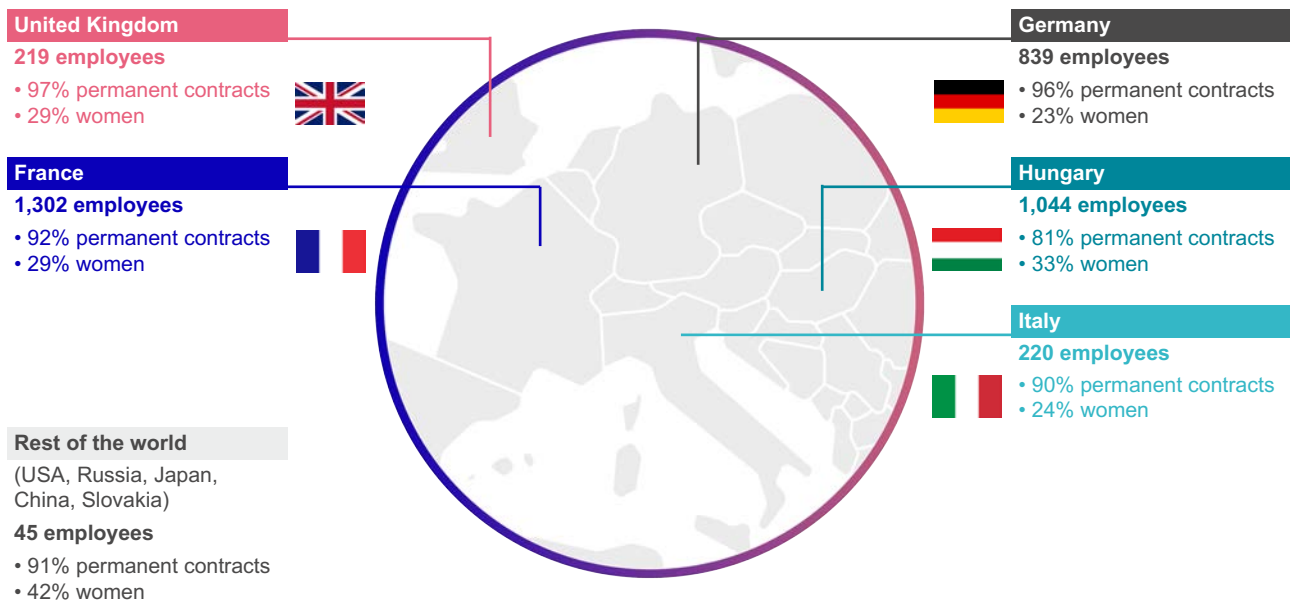 United Kingdom
219 employees
• 97% permanent contracts
• 29% women
France
1,302 employees
• 92% permanent contracts
• 29% women
Rest of the world
(USA, Russia, Japan,
China, Slovakia)
45 employees
• 91% permanent contracts
• 42% women
Germany
839 employees
• 96% permanent contracts
• 23% women
Hungary
1,044 employees
• 81% permanent contracts
• 33% women
Italy
220 employees
• 90% permanent contracts
• 24% women